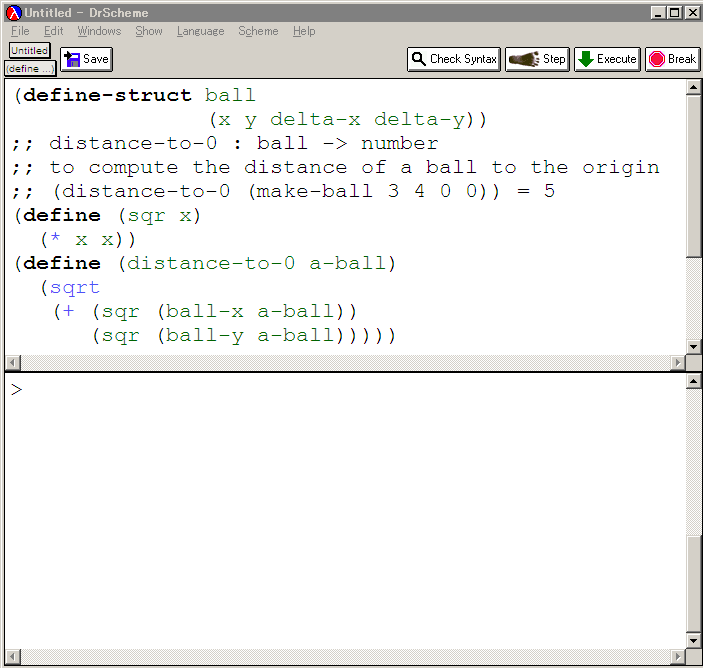 Untitled - DrScheme
File Edit Windows Show Language Scheme Help
Untitled
(define ...) Save Check Syntax Step Execute Break
(define-struct ball
               (x y delta-x delta-y))
;; distance-to-0 : ball -> number
;; to compute the distance of a ball to the origin
;; (distance-to-0 (make-ball 3 4 0 0)) = 5
(define (sqr x)
  (* x x))
(define (distance-to-0 a-ball)
  (sqrt
   (+ (sqr (ball-x a-ball))
      (sqr (ball-y a-ball)))))
>